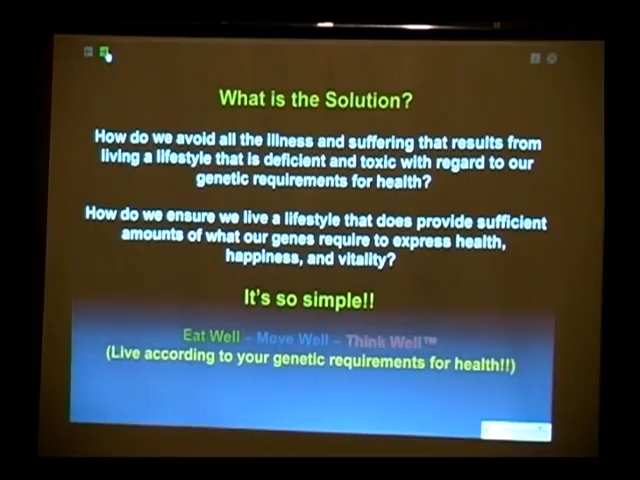 What is the Solution?
How do we avoid all the illness and suffering that results from
living a lifestyle that is deficient and toxic with regard to our
genetic requirements for health?
How do we ensure we live a lifestyle that does provide sufficient
amounts of what our genes require to express health,
happiness, and vitality?
It's so simple!!
Eat Well – Move Well – Think Well™
(Live according to your genetic requirements for health!!)